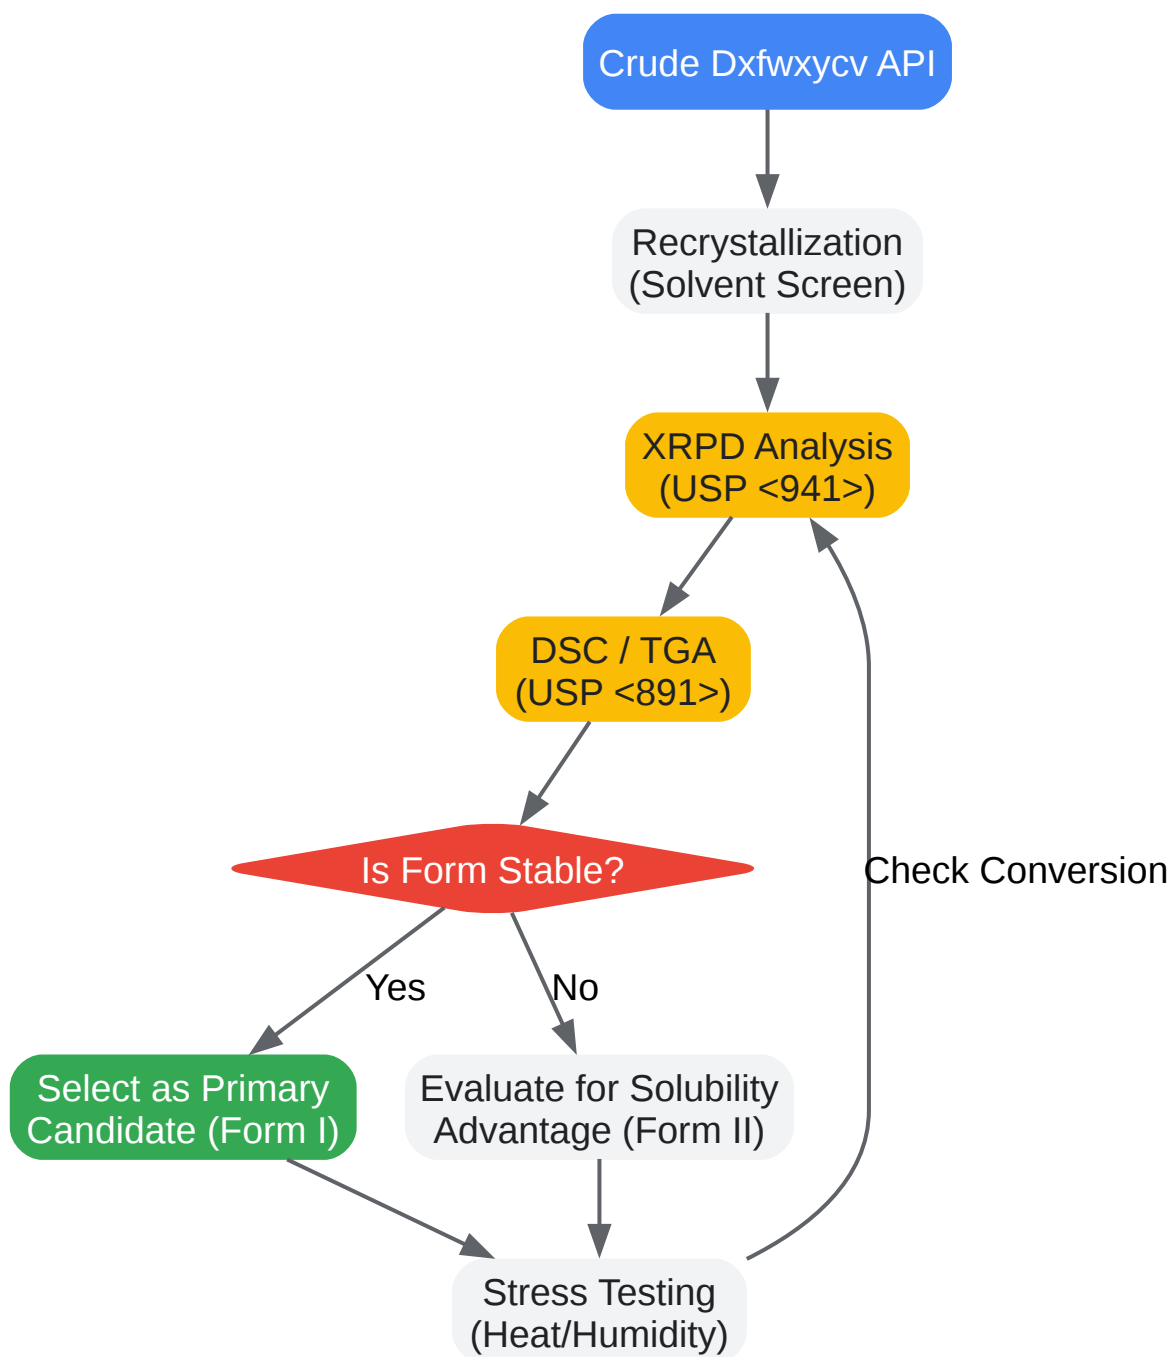 Crude Dxfwxycv API
Recrystallization
(Solvent Screen)
XRPD Analysis
(USP <941>)
DSC / TGA
(USP <891>)
Is Form Stable?
Check Conversion
Yes
No
Select as Primary
Candidate (Form I)
Evaluate for Solubility
Advantage (Form II)
Stress Testing
(Heat/Humidity)